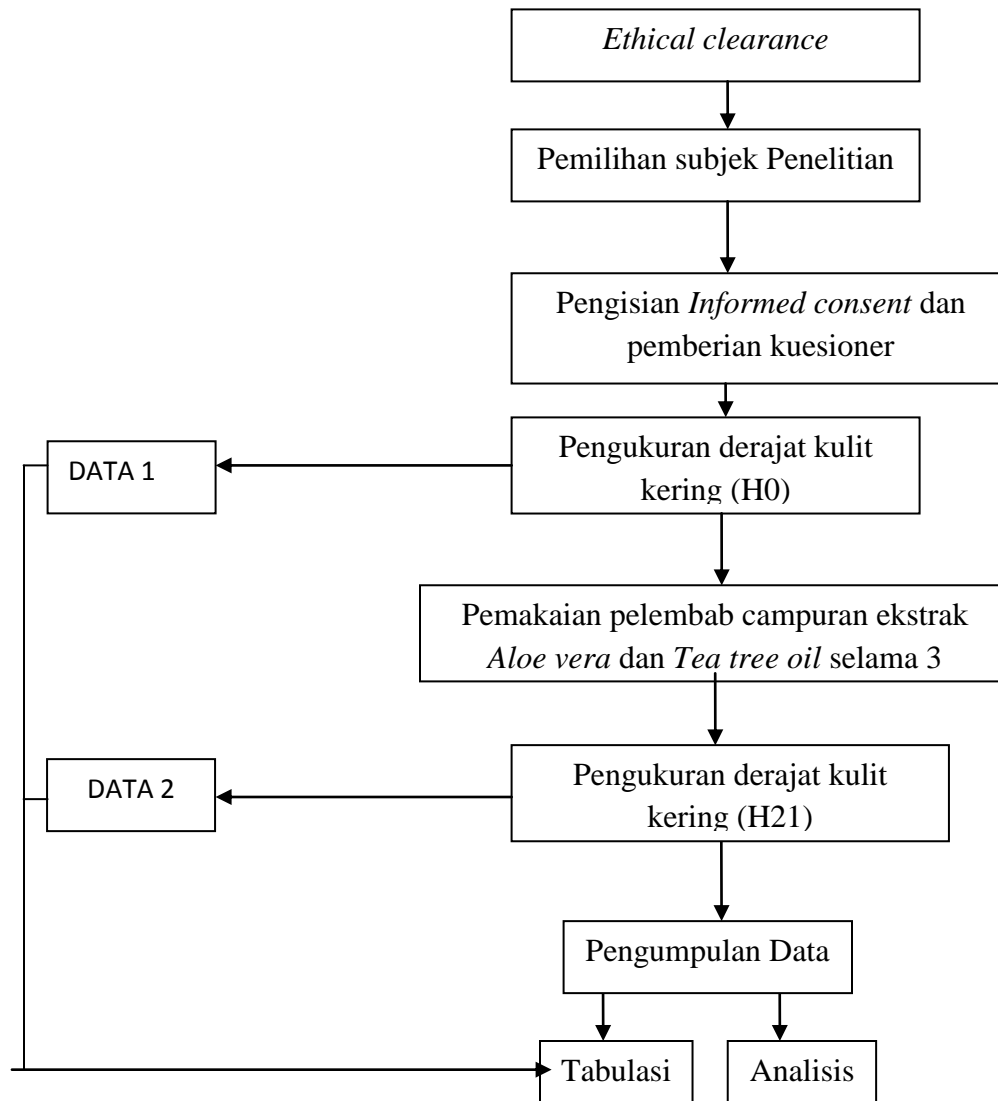 Ethical clearance
Pemilihan subjek Penelitian
Pengisian Informed consent dan
pemberian kuesioner
Pengukuran derajat kulit
kering (H0)
DATA 1
Pemakaian pelembab campuran ekstrak
Aloe vera dan Tea tree oil selama 3
Pengukuran derajat kulit
kering (H21)
DATA 2
Pengumpulan Data
Tabulasi
Analisis